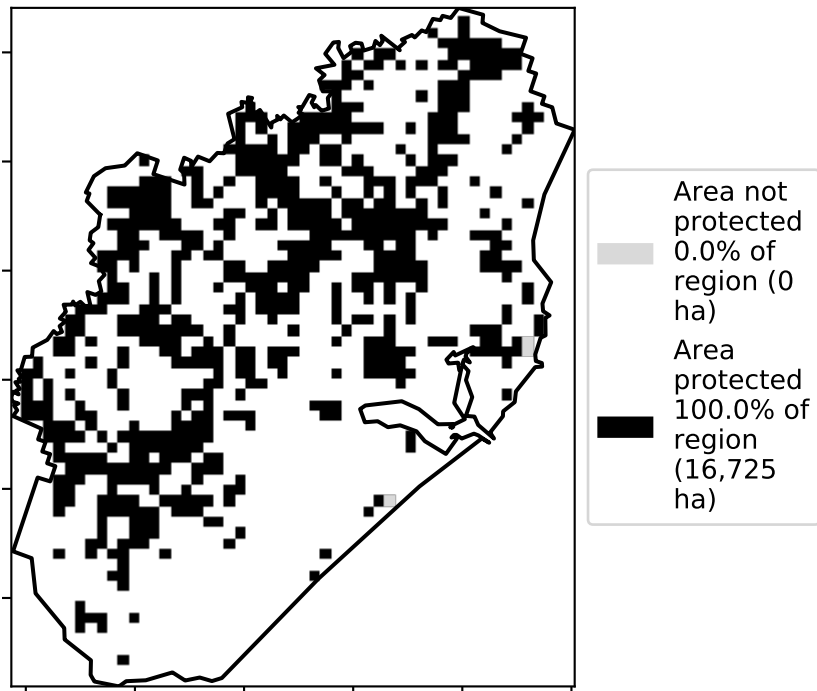 Area not
protected
0.0% of
region (0
ha)
Area
protected
100.0% of
region
(16,725
ha)